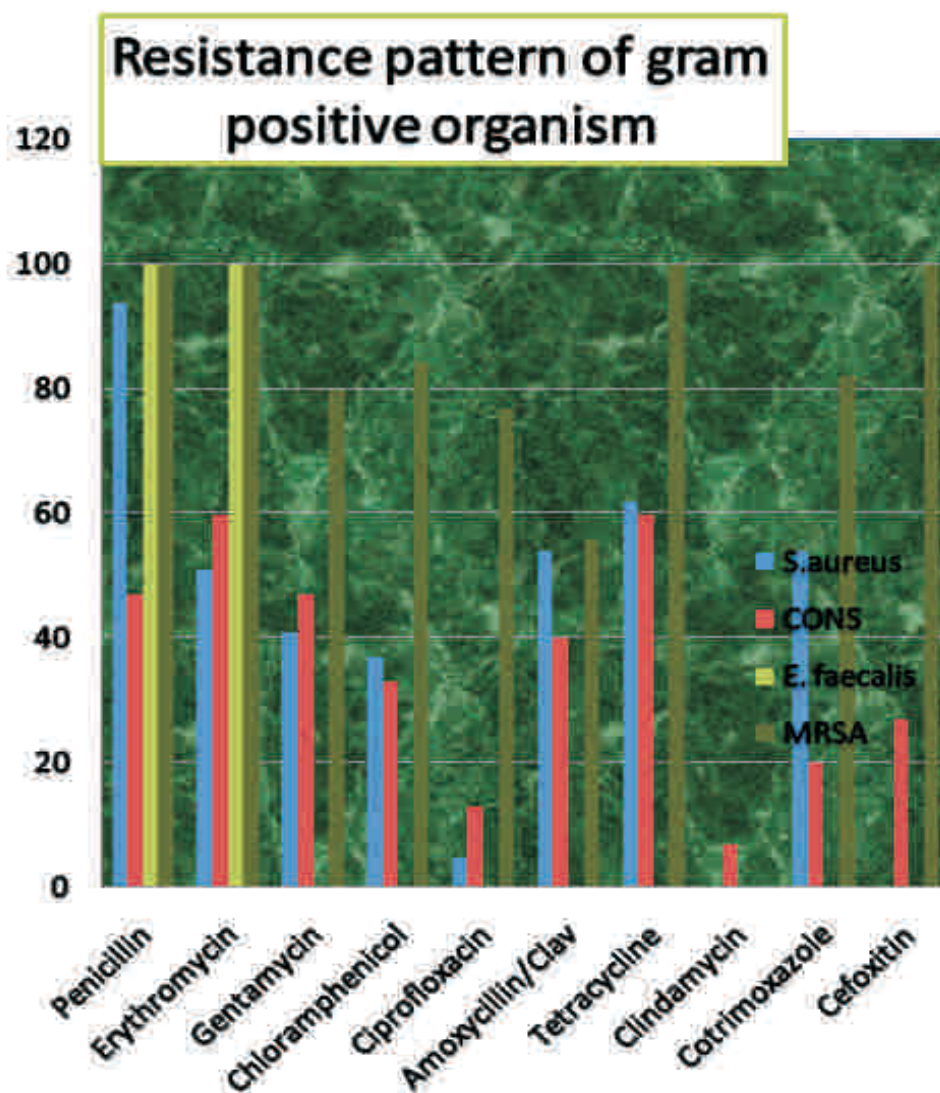 Resistance pattern of gram
positive organism
120
100
80
60
40
20
0
S.aureus
CONS
E. faecalis
MRSA
Penicillin
Erythromycin
Gentamycin
Chloramphenicol
Ciprofloxacin
Amoxycillin/Clav
Tetracycline
Clindamycin
Cotrimoxazole
Cefoxitin